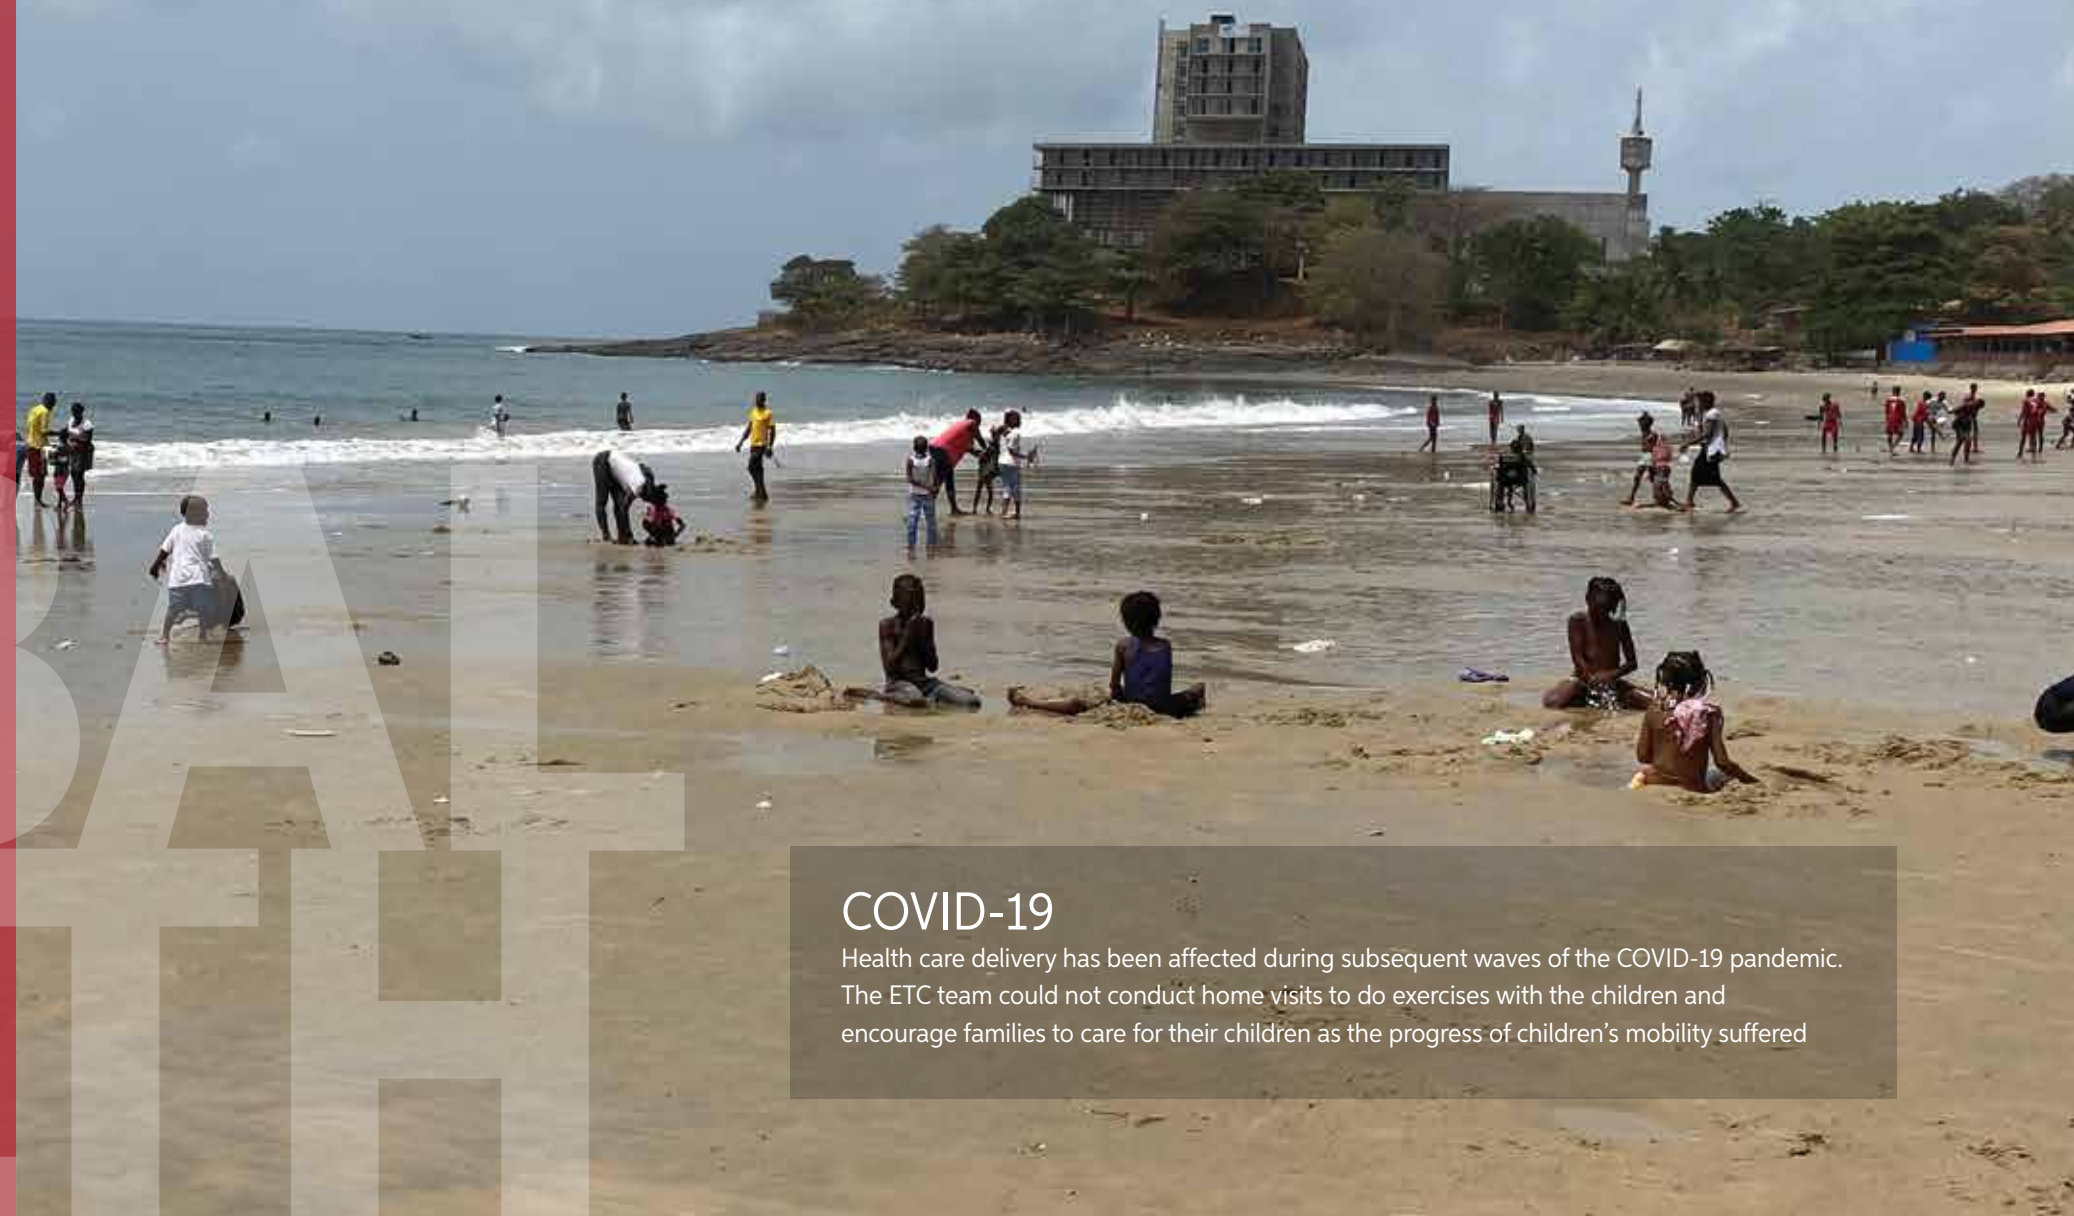 BAL
TH
COVID-19
Health care delivery has been affected during subsequent waves of the COVID-19 pandemic.
The ETC team could not conduct home visits to do exercises with the children and
encourage families to care for their children as the progress of children’s mobility suffered